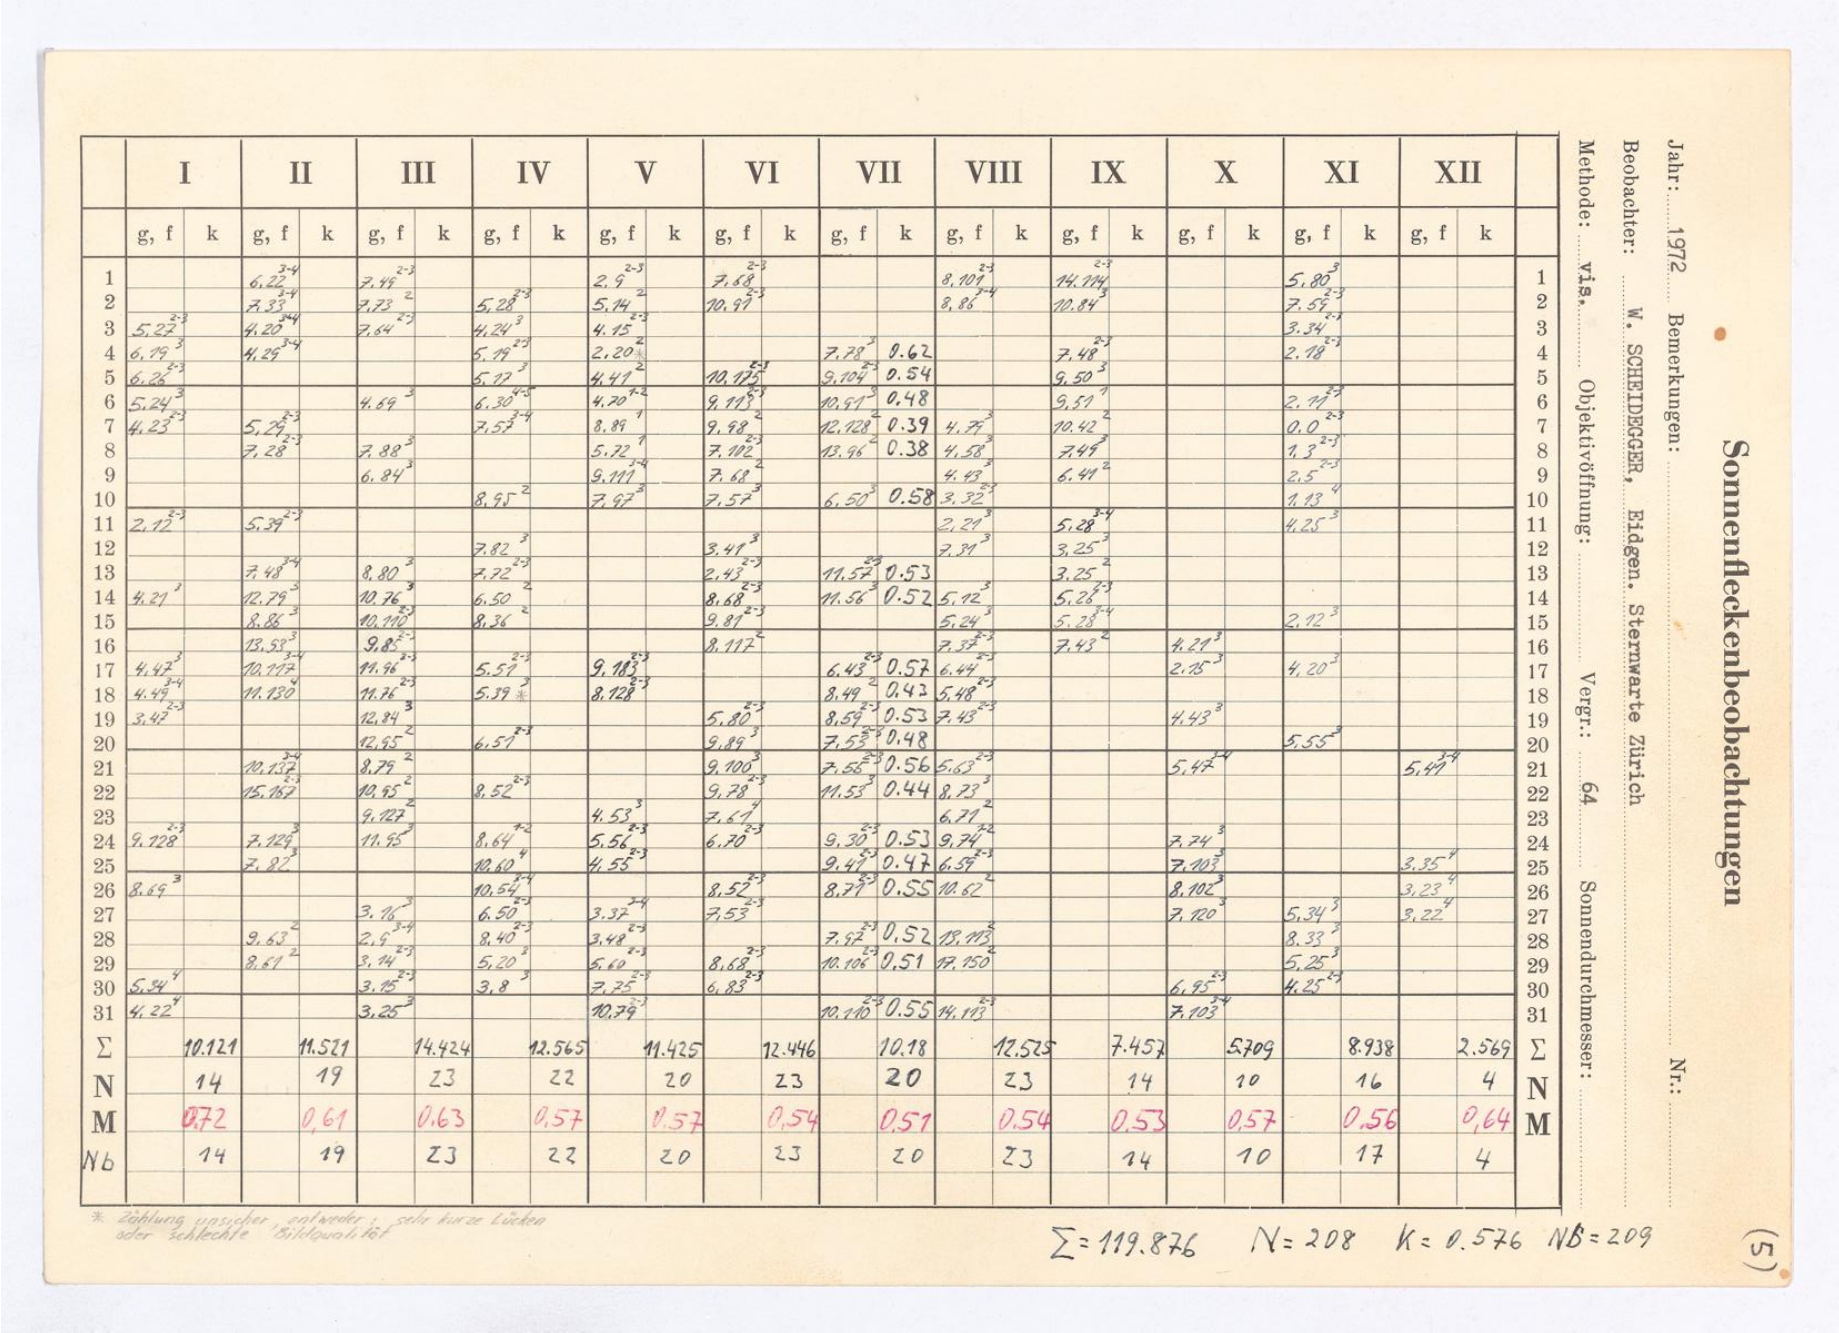 I II III IV V VI VII VIII IX X XI XII
g, f k g, f k g, f k g, f k g, f k g, f k g, f k g, f k g, f k g, f k g, f k g, f k
1 6.22 3-4 7.49 2-3 2.9 2-3 7.68 2-3 8.101 2-3 14.114 2-3 5.80 3 1
2 7.33 3-4 7.73 2 5.28 2-3 5.14 2 10.91 2-3 8.86 3-4 10.84 3 7.59 2-3 2
3 5.27 2-3 4.20 3-4 7.64 2-3 4.24 3 4.15 2-3 3.34 2-3 3
4 6.19 3 4.29 3-4 5.19 2-3 2.20 2 * 7.78 3 0.62 7.48 2-3 2.18 2-3 4
5 6.26 2-3 5.17 3 4.41 2 10.175 2-3 9.104 2-3 0.54 9.50 3 5
6 5.24 3 4.69 3 6.30 4-5 4.70 1-2 9.113 2-3 10.91 3 0.48 9.51 1 2.11 2-3 6
7 4.23 2-3 5.29 2-3 7.57 3-4 8.89 1 9.98 2 12.128 2 0.39 4.79 3 10.42 2 0.0 2-3 7
8 7.28 2-3 7.88 3 5.72 1 7.102 2-3 13.96 2 0.38 4.58 3 7.49 3 1.3 2-3 8
9 6.84 3 9.111 3-4 7.68 2 4.43 3 6.41 2 2.5 2-3 9
10 8.95 2 7.97 3 7.57 3 6.50 3 0.58 3.32 2-3 1.13 4 10
11 2.12 2-3 5.39 2-3 2.21 3 5.28 3-4 4.25 3 11
12 7.82 3 3.41 3 7.31 3 3.25 3 12
13 7.48 3-4 8.80 3 7.72 2-3 2.43 2-3 11.57 2-3 0.53 3.25 2 13
14 4.21 3 12.79 3 10.76 3 6.50 2 8.68 2-3 11.56 3 0.52 5.12 3 5.26 2-3 14
15 8.86 3 10.110 2-3 8.36 2 9.81 2-3 5.24 3 5.28 3-4 2.12 3 15
16 13.93 3 9.85 2-3 8.117 2 7.37 2-3 7.43 2 4.21 3 16
17 4.47 3 10.117 3-4 11.96 2-3 5.51 2-3 9.183 2-3 6.43 2-3 0.57 6.44 2-3 2.15 3 4.20 3 17
18 4.49 3-4 11.130 4 11.76 2-3 5.39 3 * 8.128 2-3 8.49 2 0.43 5.48 2-3 18
19 3.47 2-3 12.84 3 5.80 2-3 8.59 2-3 0.53 7.43 2-3 4.43 3 19
20 12.95 2 6.51 2-3 9.89 3 7.53 2-3 0.48 5.55 3 20
21 10.137 3-4 8.79 2 9.100 3 7.56 2-3 0.56 5.63 2-3 5.47 3-4 5.41 3-4 21
22 15.167 2-3 10.95 2 8.52 2-3 9.78 2-3 11.53 3 0.44 8.73 3 22
23 9.127 2 4.53 3 7.61 4 6.71 2 23
24 9.128 2-3 7.129 3 11.95 3 8.64 1-2 5.56 2-3 6.70 2-3 9.30 2-3 0.53 9.74 1-2 7.74 3 24
25 7.82 3 10.60 4 4.55 2-3 9.41 2-3 0.47 6.59 2-3 7.103 3 3.35 4 25
26 8.69 3 10.54 3-4 8.52 2-3 8.71 2-3 0.55 10.62 2 8.102 3 3.23 4 26
27 3.16 3 6.50 2-3 3.37 3-4 7.53 2-3 7.120 3 5.34 3 3.22 4 27
28 9.63 2 2.9 3-4 8.40 2-3 3.48 2-3 7.97 2-3 0.52 13.113 2 8.33 3 28
29 8.61 2 3.14 2-3 5.20 3 5.60 2-3 8.68 2-3 10.106 2-3 0.51 17.150 2 5.25 3 29
30 5.34 4 3.15 2-3 3.8 3 7.75 2-3 6.83 2-3 6.95 2-3 4.25 2-3 30
31 4.22 4 3.25 3 10.79 2-3 10.110 2-3 0.55 14.113 2-3 7.103 3-4 31
Σ 10.121 11.521 14.424 12.565 11.425 12.446 10.18 12.525 7.457 5.709 8.938 2.569 Σ
N 14 19 23 22 20 23 20 23 14 10 16 4 N
M 0.72 0,61 0.63 0,57 0.57 0,54 0,51 0.54 0.53 0,57 0.56 0,64 M
Nb 14 19 23 22 20 23 20 23 14 10 17 4
* Zählung unsicher, entweder: sehr kurze Lücken
oder schlechte Bildqualität
Σ = 119.876 N = 208 K = 0.576 NB = 209
Sonnenfleckenbeobachtungen
Jahr: 1972 Bemerkungen: Nr.:
Beobachter: W. SCHEIDEGGER, Eidgen. Sternwarte Zürich
Methode: vis. Objektivöffnung: Vergr.: 64 Sonnendurchmesser:
(5)